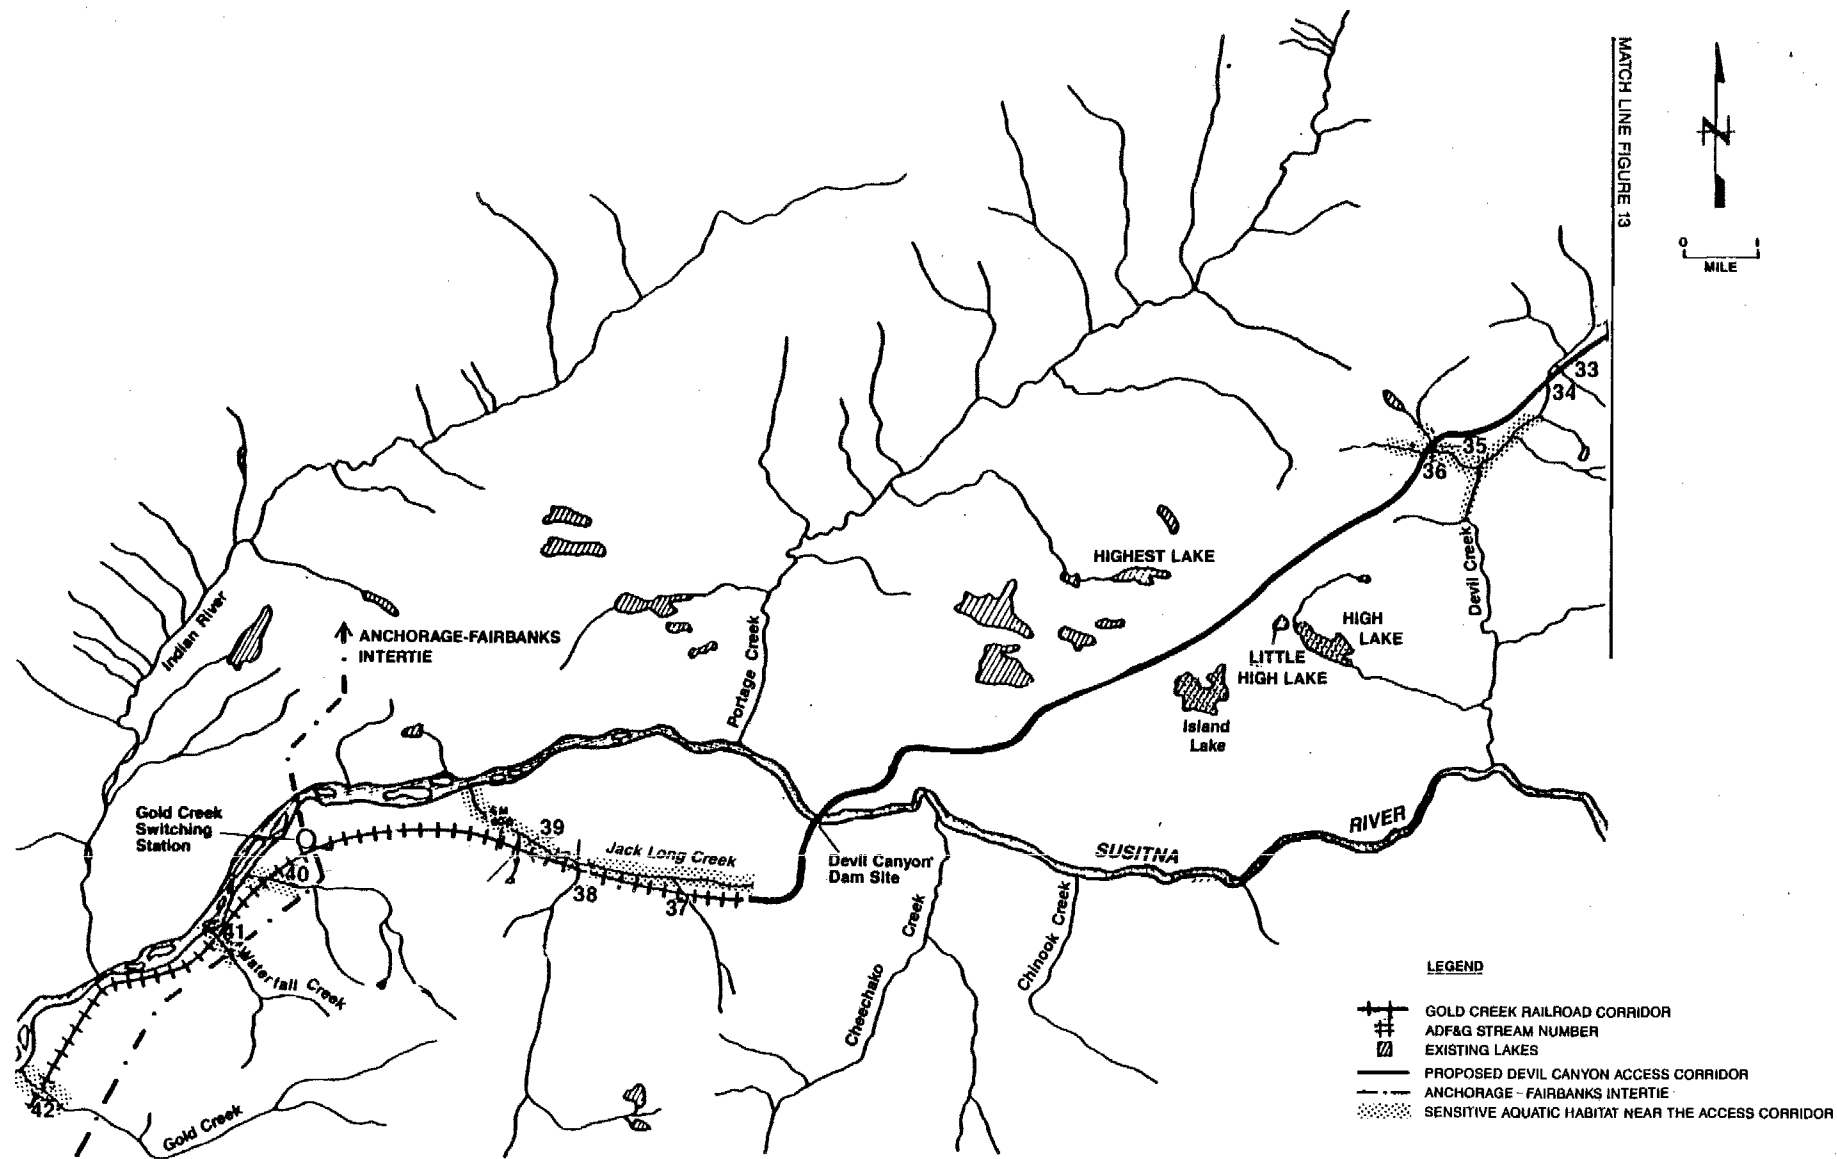 MATCH LINE FIGURE 13
N
0 1
MILE
33
34
35
36
Devil Creek
HIGHEST LAKE
HIGH
LAKE
LITTLE
HIGH LAKE
Island
Lake
Indian River
ANCHORAGE-FAIRBANKS
INTERTIE
Portage Creek
Gold Creek
Switching
Station
39
Jack Long Creek
38
37
Devil Canyon
Dam Site
SUSITNA
RIVER
40
41
Waterfall Creek
42
Gold Creek
Cheechako
Creek
Chinook Creek
LEGEND
GOLD CREEK RAILROAD CORRIDOR
# ADF&G STREAM NUMBER
EXISTING LAKES
PROPOSED DEVIL CANYON ACCESS CORRIDOR
ANCHORAGE - FAIRBANKS INTERTIE
SENSITIVE AQUATIC HABITAT NEAR THE ACCESS CORRIDOR